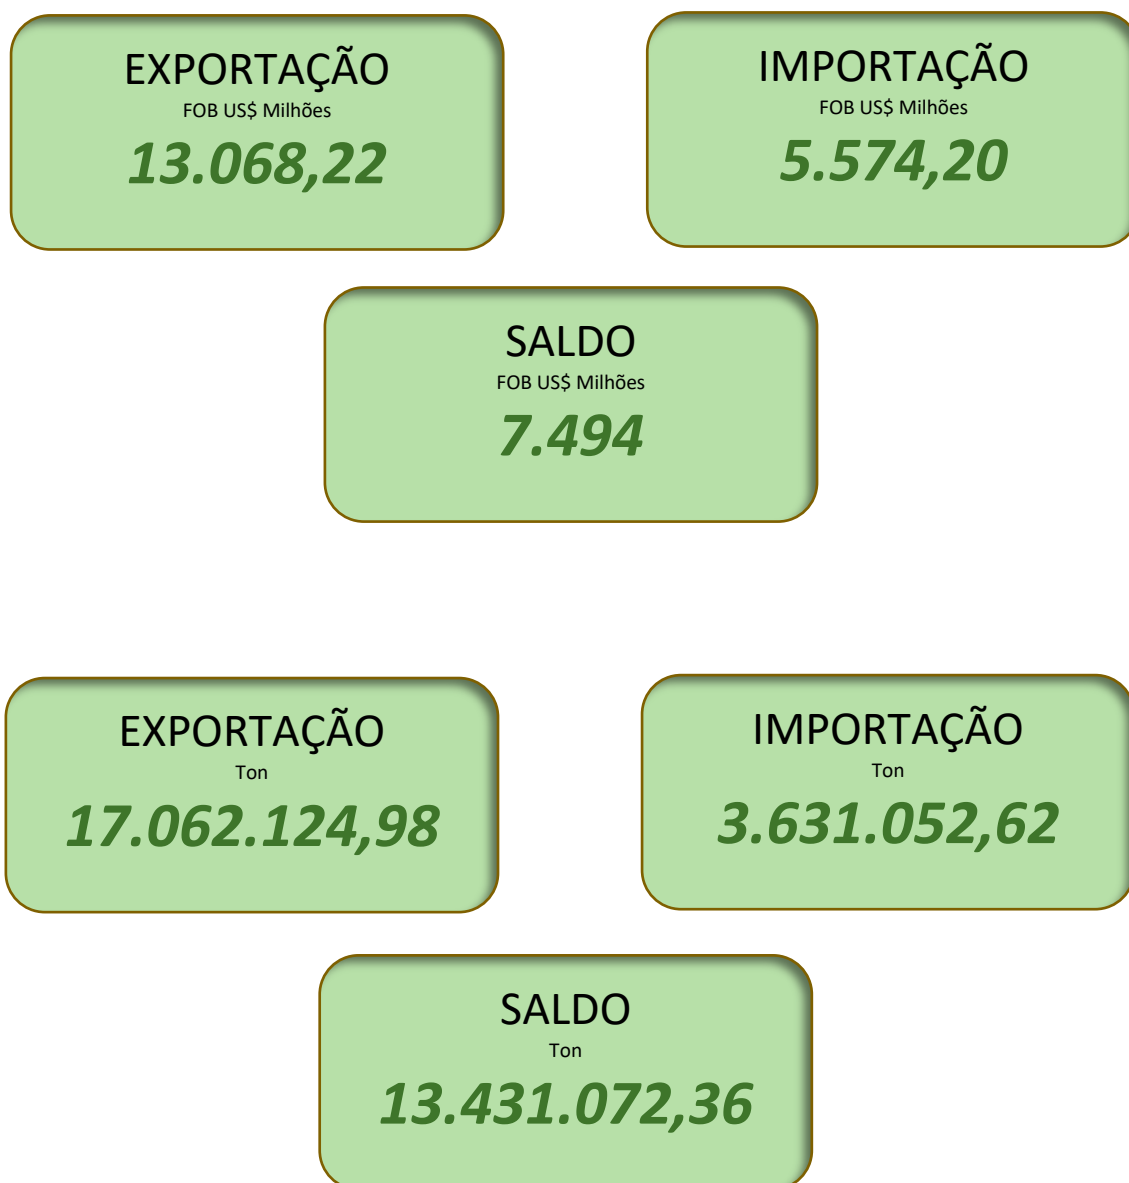 EXPORTAÇÃO
FOB US$ Milhões
13.068,22
IMPORTAÇÃO
FOB US$ Milhões
5.574,20
SALDO
FOB US$ Milhões
7.494
EXPORTAÇÃO
Ton
17.062.124,98
IMPORTAÇÃO
Ton
3.631.052,62
SALDO
Ton
13.431.072,36